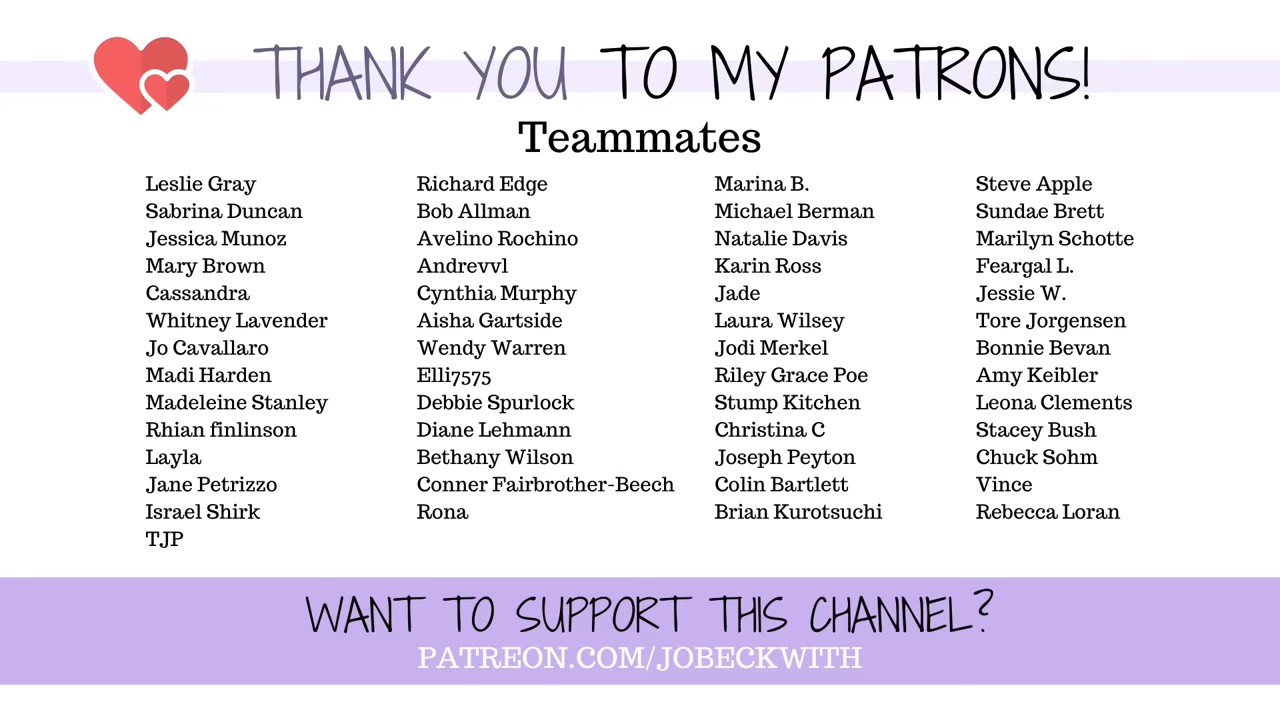 THANK YOU TO MY PATRONS!
Teammates
Leslie Gray
Sabrina Duncan
Jessica Munoz
Mary Brown
Cassandra
Whitney Lavender
Jo Cavallaro
Madi Harden
Madeleine Stanley
Rhian finlinson
Layla
Jane Petrizzo
Israel Shirk
TJP
Richard Edge
Bob Allman
Avelino Rochino
Andrevvl
Cynthia Murphy
Aisha Gartside
Wendy Warren
Elli7575
Debbie Spurlock
Diane Lehmann
Bethany Wilson
Conner Fairbrother-Beech
Rona
Marina B.
Michael Berman
Natalie Davis
Karin Ross
Jade
Laura Wilsey
Jodi Merkel
Riley Grace Poe
Stump Kitchen
Christina C
Joseph Peyton
Colin Bartlett
Brian Kurotsuchi
Steve Apple
Sundae Brett
Marilyn Schotte
Feargal L.
Jessie W.
Tore Jorgensen
Bonnie Bevan
Amy Keibler
Leona Clements
Stacey Bush
Chuck Sohm
Vince
Rebecca Loran
WANT TO SUPPORT THIS CHANNEL?
PATREON.COM/JOBECKWITH